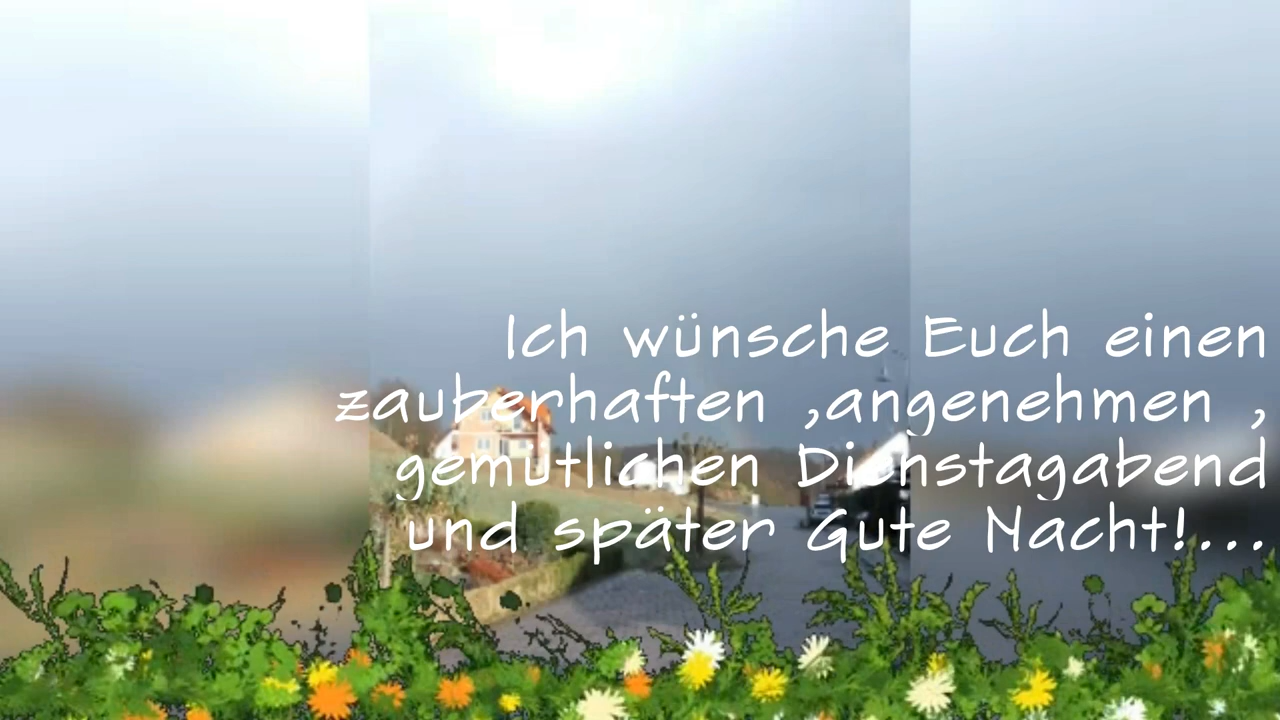 Ich wünsche Euch einen
zauberhaften ,angenehmen ,
gemütlichen Dienstagabend
und später Gute Nacht!...